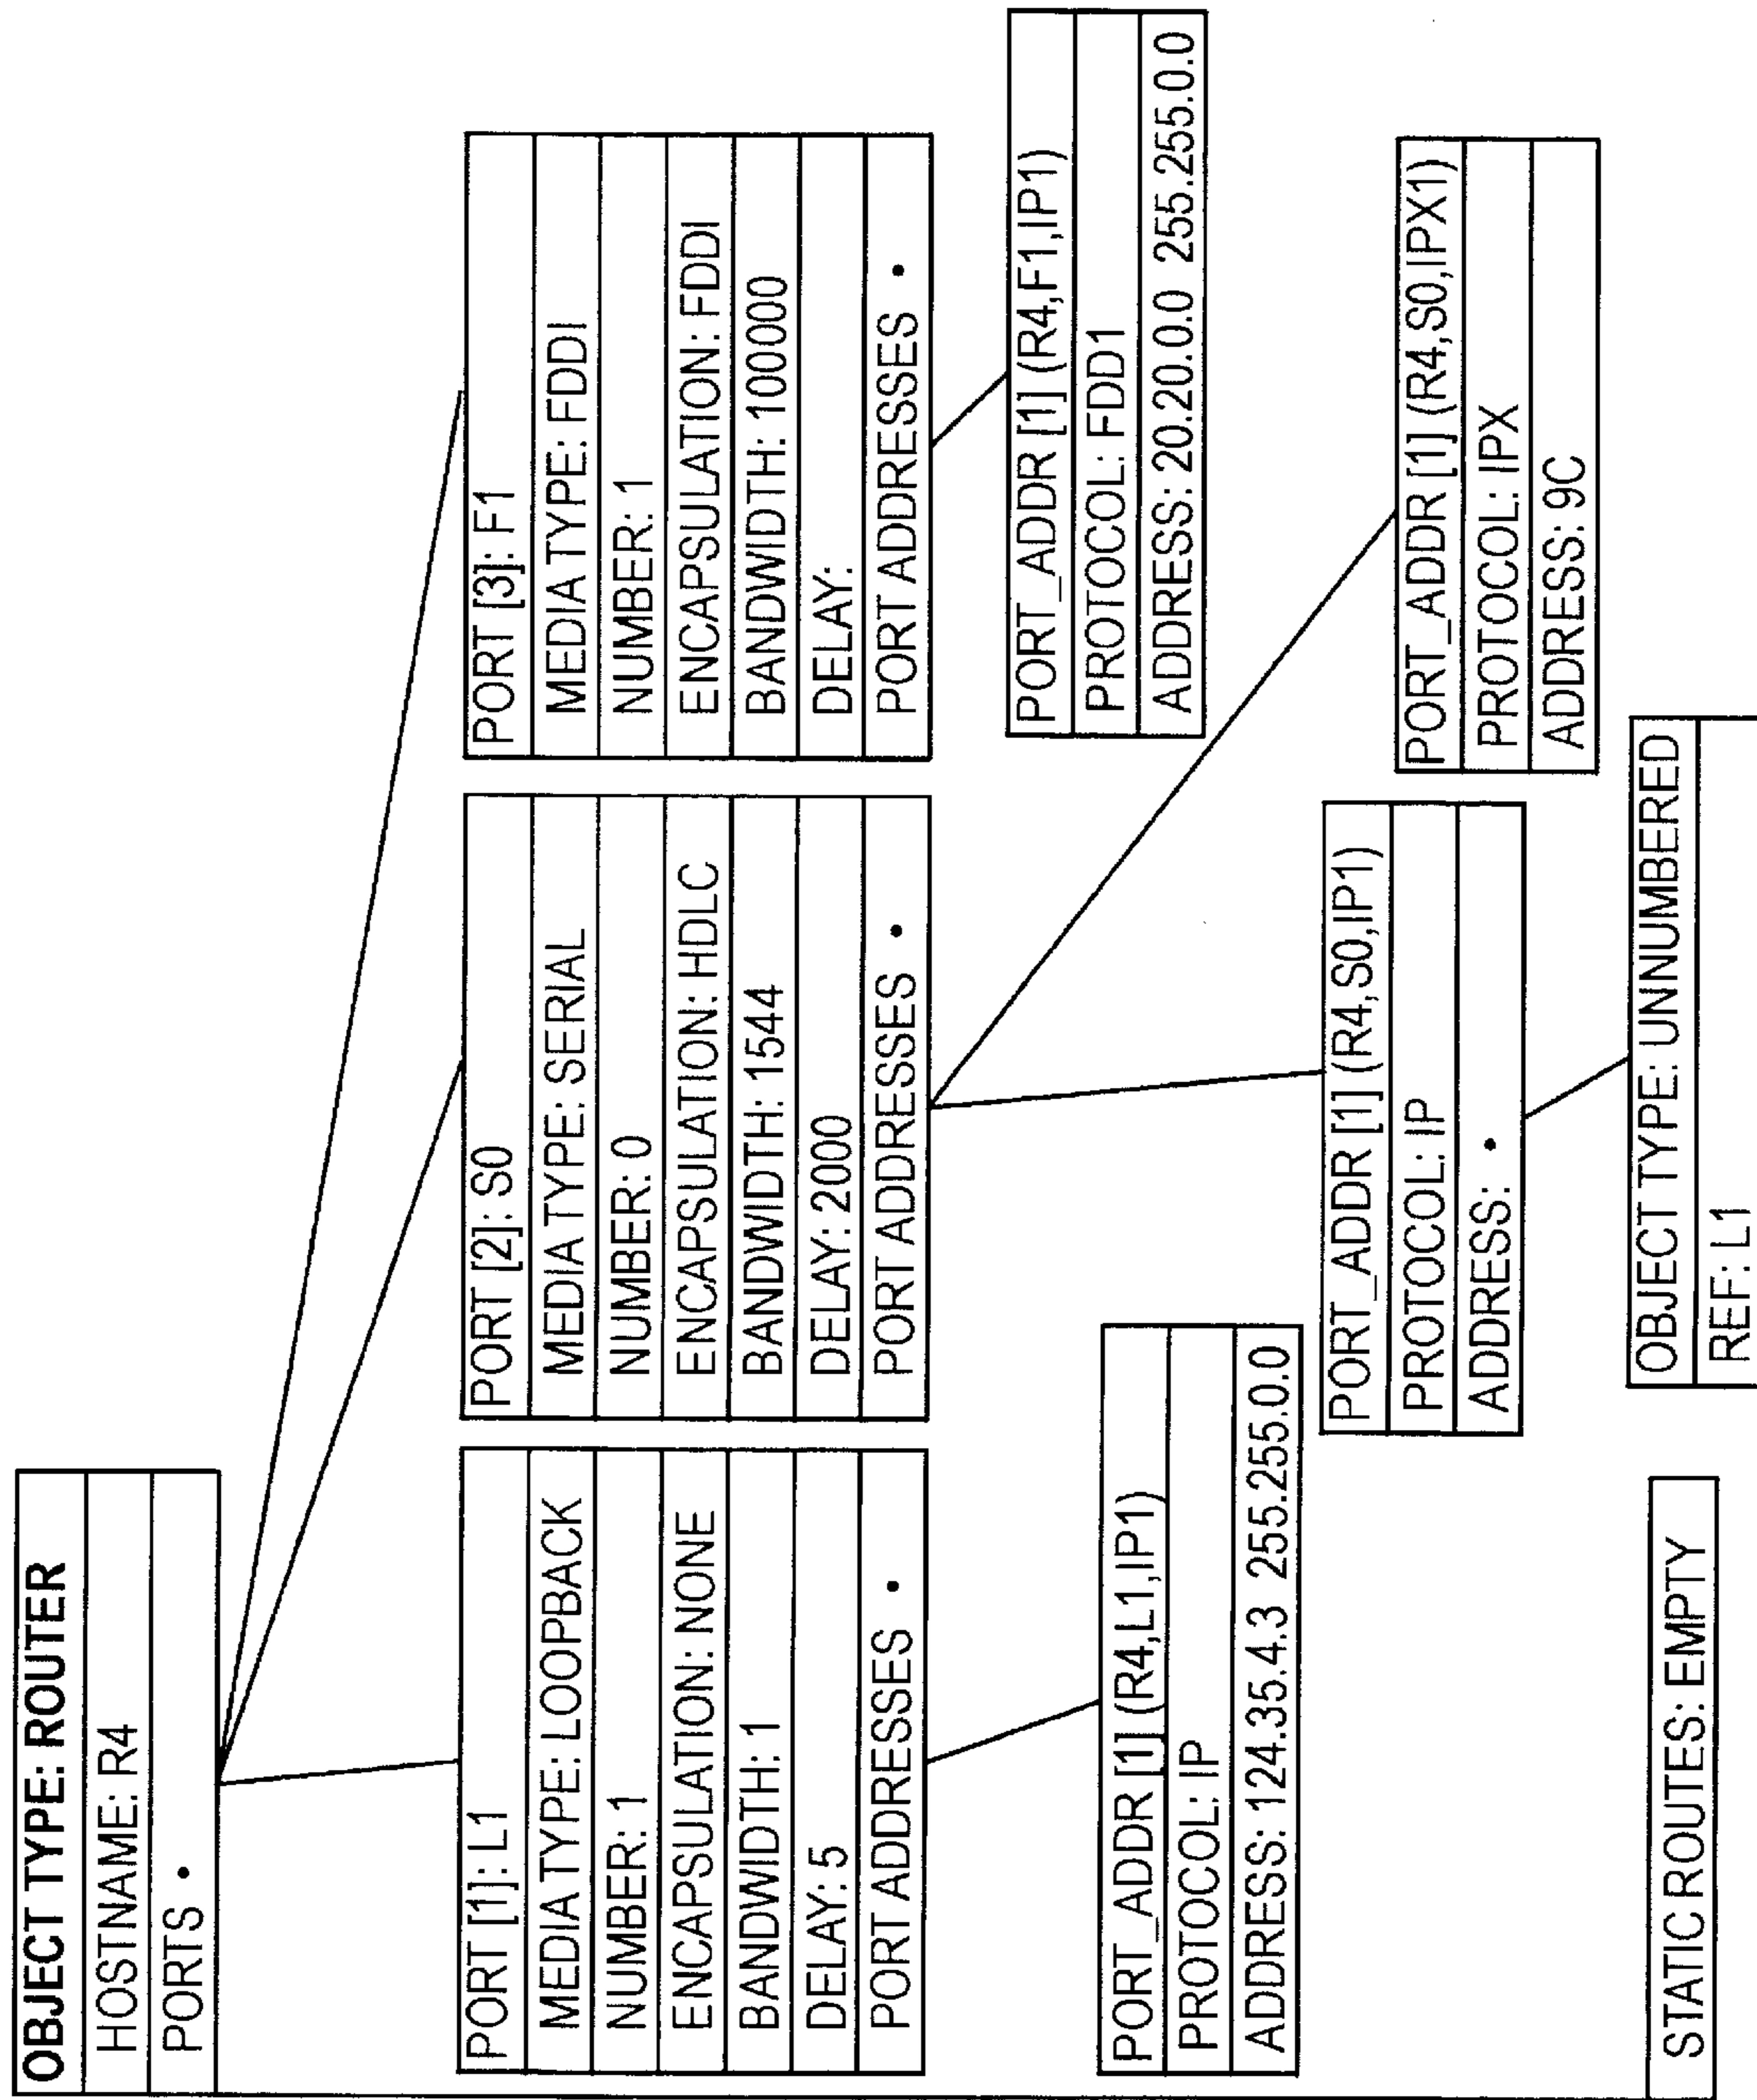 OBJECT TYPE: ROUTER
HOSTNAME: R4
PORTS •
PORT [1]: L1
MEDIA TYPE: LOOPBACK
NUMBER: 1
ENCAPSULATION: NONE
BANDWIDTH: 1
DELAY: 5
PORT ADDRESSES •
PORT [2]: S0
MEDIA TYPE: SERIAL
NUMBER: 0
ENCAPSULATION: HDLC
BANDWIDTH: 1544
DELAY: 2000
PORT ADDRESSES •
PORT [3]: F1
MEDIA TYPE: FDDI
NUMBER: 1
ENCAPSULATION: FDDI
BANDWIDTH: 100000
DELAY:
PORT ADDRESSES •
PORT_ADDR [1] (R4,L1,IP1)
PROTOCOL: IP
ADDRESS: 124.35.4.3 255.255.0.0
PORT_ADDR [1] (R4,F1,IP1)
PROTOCOL: FDD1
ADDRESS: 20.20.0.0 255.255.0.0
PORT_ADDR [1] (R4,S0,IP1)
PROTOCOL: IP
ADDRESS: •
PORT_ADDR [1] (R4,S0,IPX1)
PROTOCOL: IPX
ADDRESS: 9C
OBJECT TYPE: UNNUMBERED
REF: L1
STATIC ROUTES: EMPTY